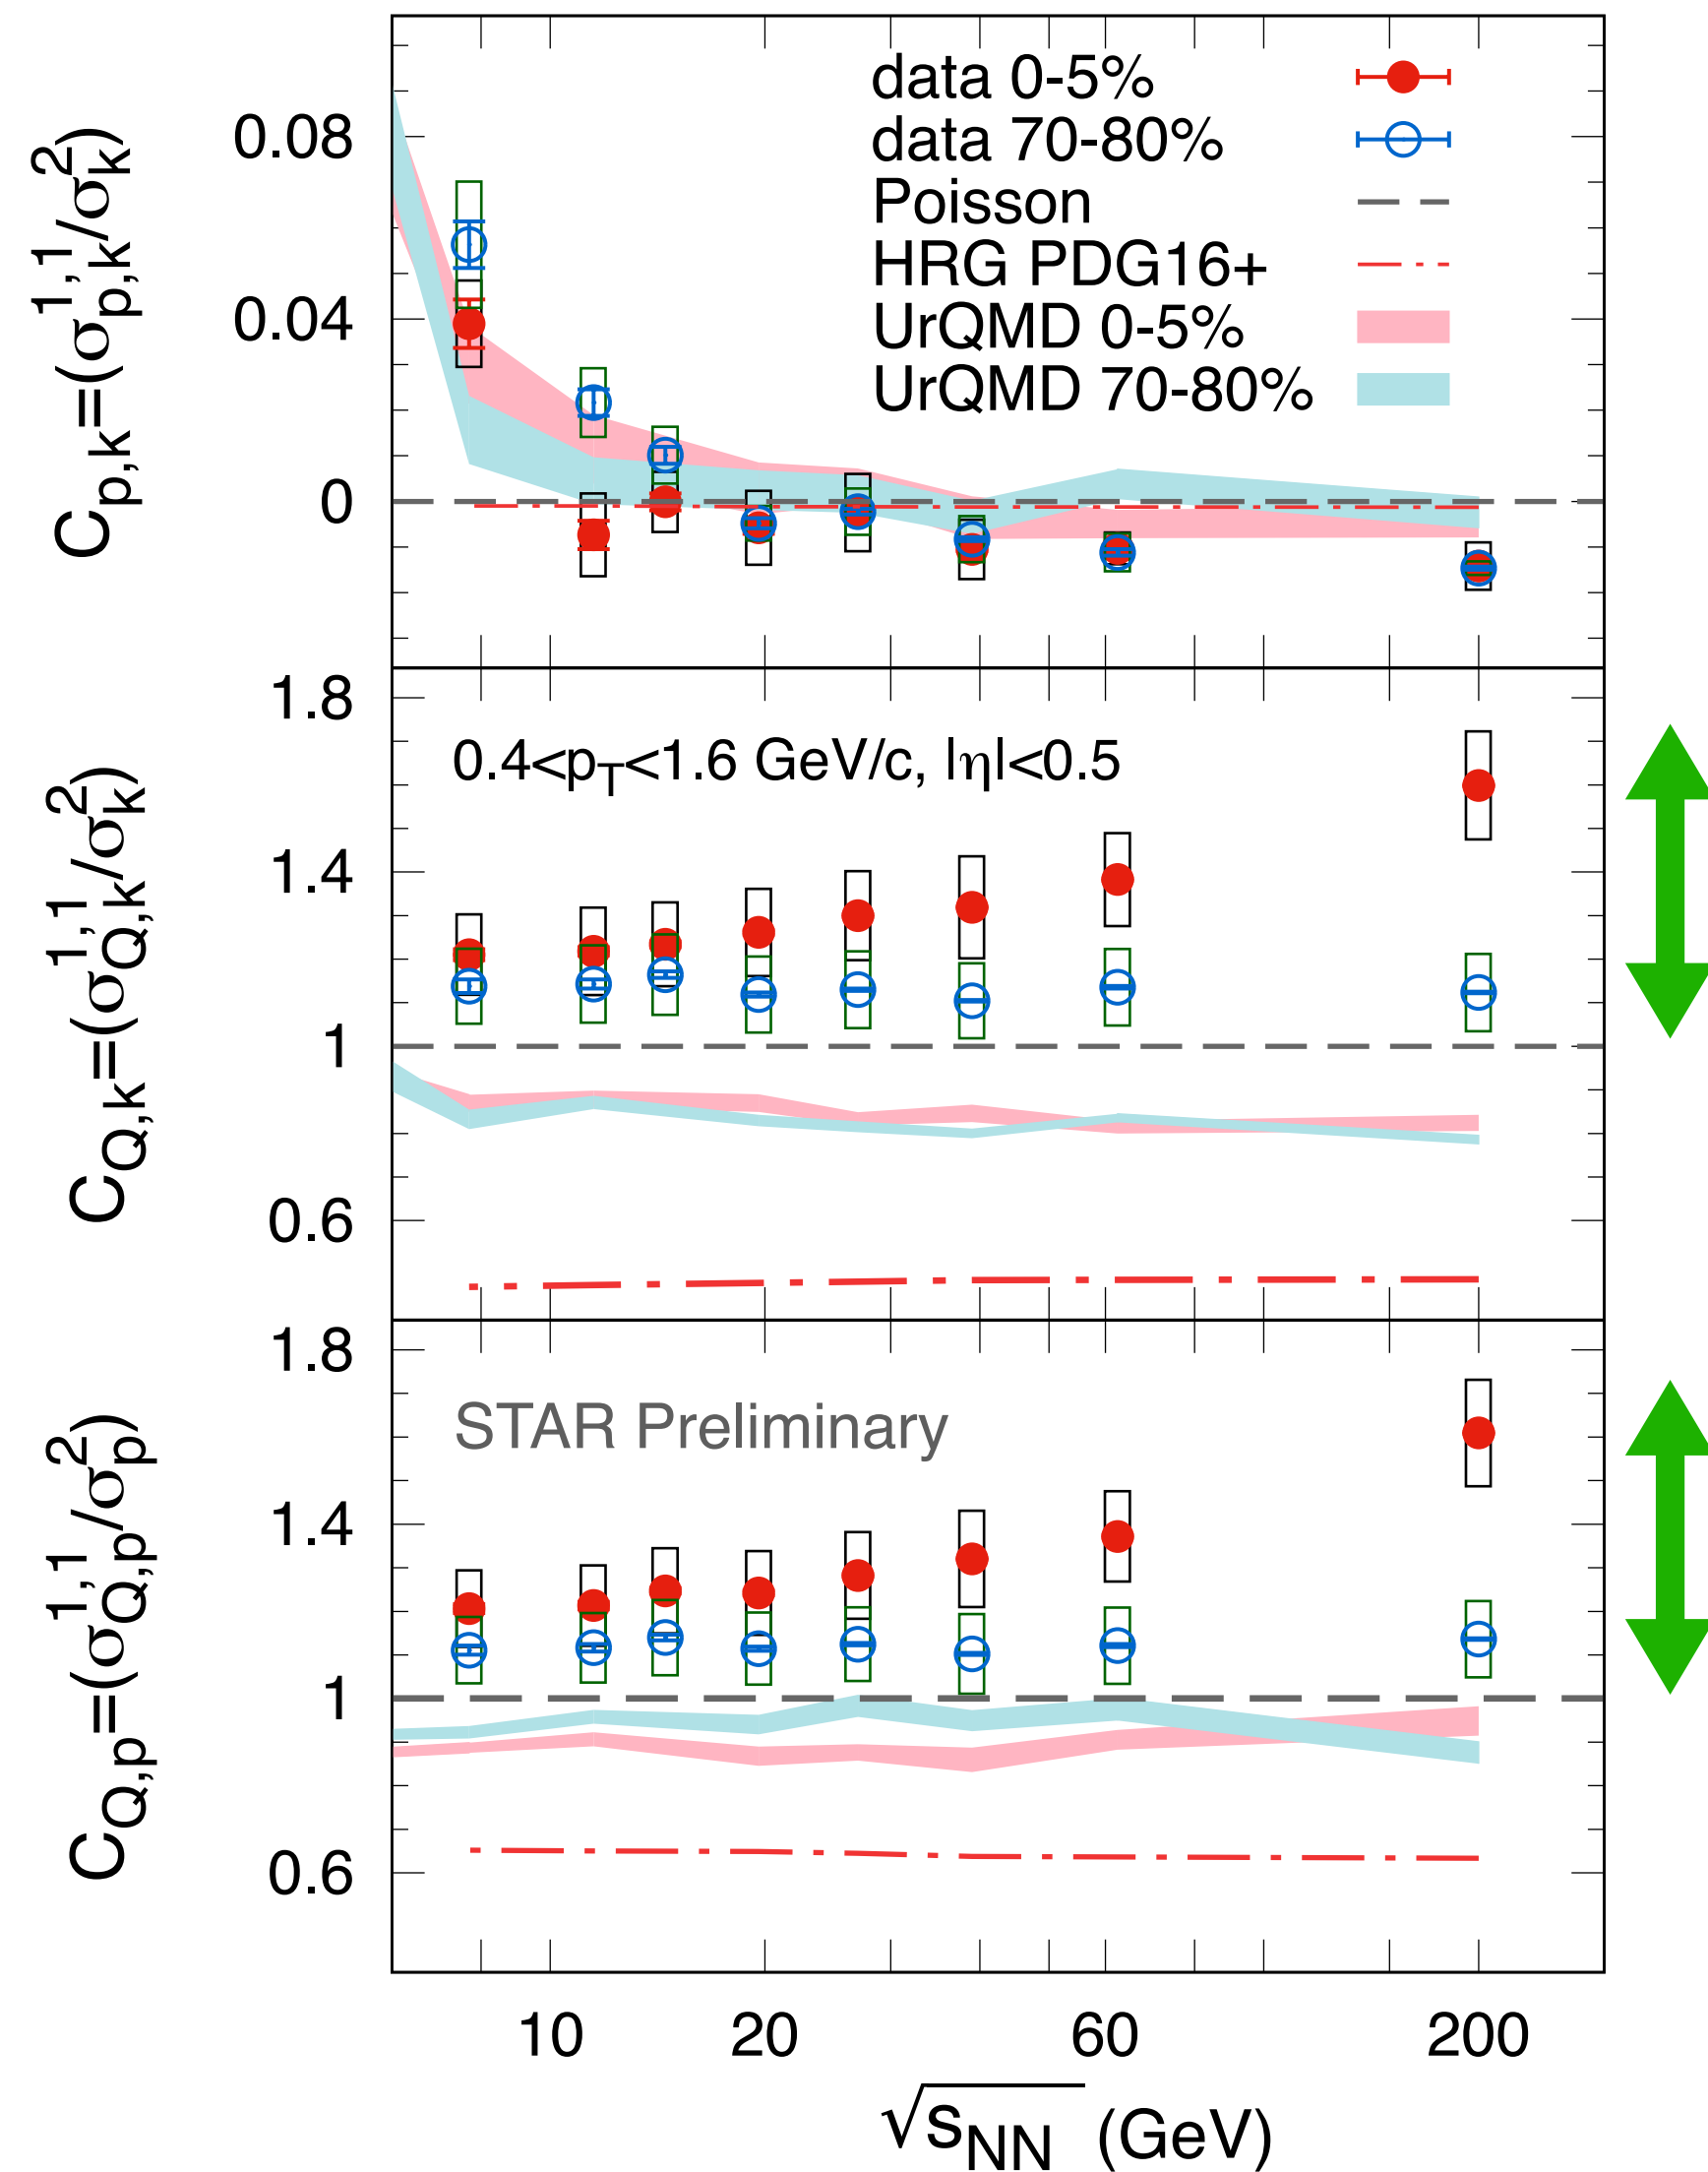 data 0-5%
data 70-80%
Poisson
HRG PDG16+
UrQMD 0-5%
UrQMD 70-80%
0.08
0.04
0
C_{p,k}=(σ^{1,1}_{p,k}/σ^2_k)
1.8
0.4<p_T<1.6 GeV/c, |η|<0.5
1.4
1
0.6
C_{Q,k}=(σ^{1,1}_{Q,k}/σ^2_k)
1.8
STAR Preliminary
1.4
1
0.6
C_{Q,p}=(σ^{1,1}_{Q,p}/σ^2_p)
10 20 60 200
√s_{NN} (GeV)